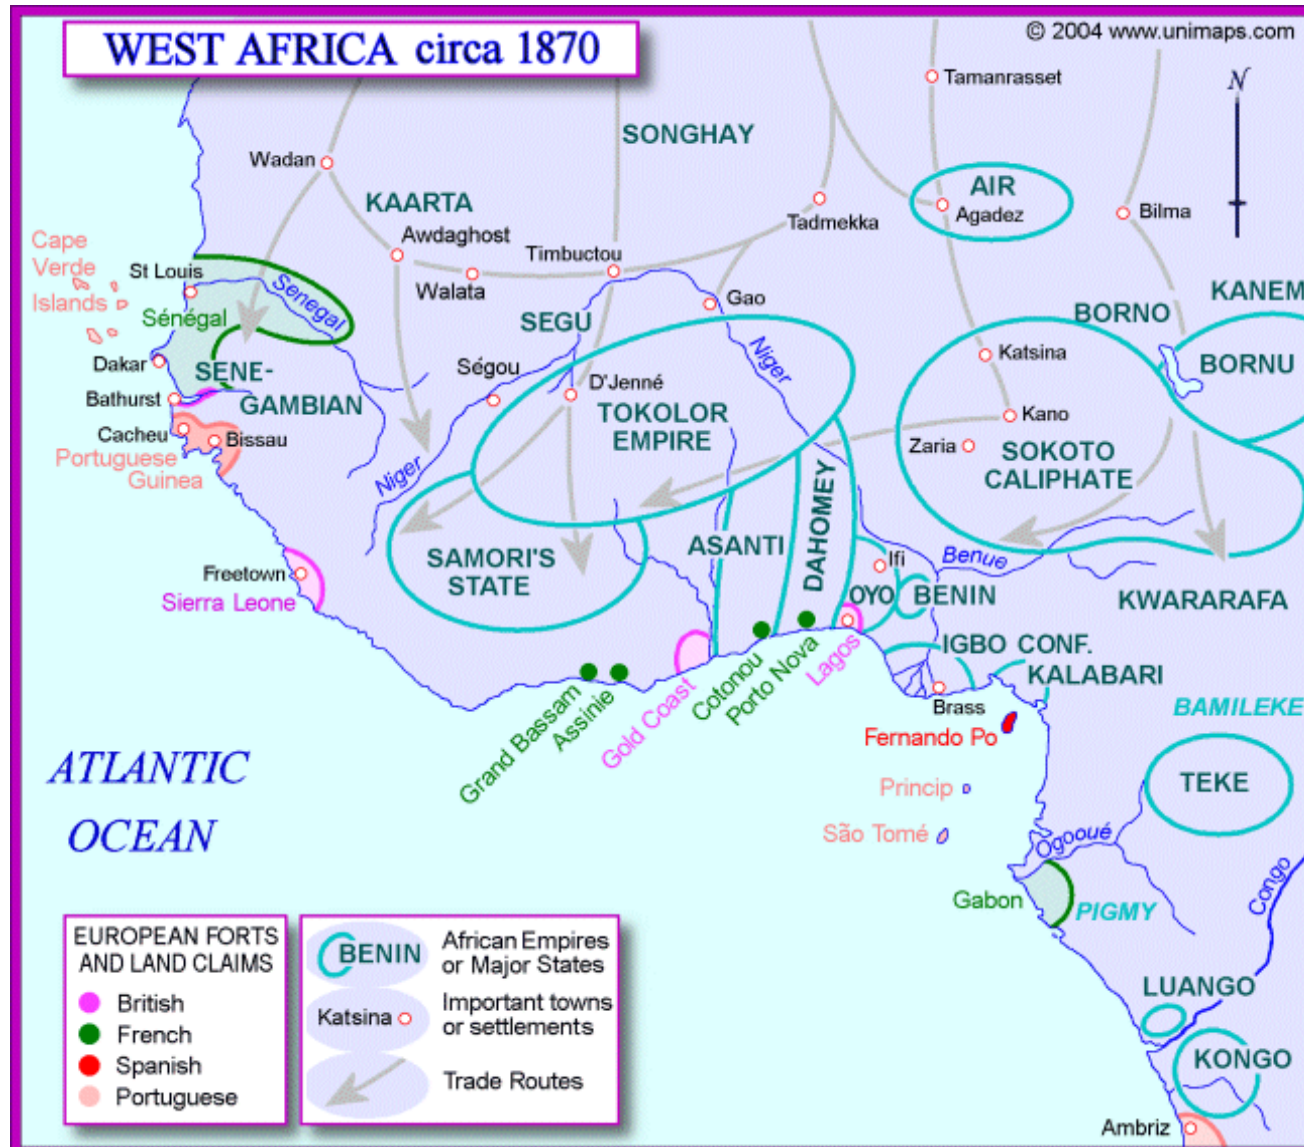 WEST AFRICA circa 1870
© 2004 www.unimaps.com
N
Tamanrasset
SONGHAY
Wadan
KAARTA
AIR
Agadez
Bilma
Tadmekka
Awdaghost
Timbuctou
Walata
Cape
Verde
Islands
St Louis
Senegal
Sénégal
Gao
SEGU
KANEM
BORNO
BORNU
Niger
Katsina
Dakar
SENE-
GAMBIAN
Ségou
D'Jenné
Bathurst
TOKOLOR
EMPIRE
Kano
Cacheu
Bissau
Zaria
SOKOTO
CALIPHATE
Portuguese
Guinea
Niger
DAHOMEY
ASANTI
SAMORI'S
STATE
Ifi
Benue
Freetown
Sierra Leone
OYO
BENIN
KWARARAFA
IGBO CONF.
KALABARI
Grand Bassam
Assinie
Gold Coast
Cotonou
Porto Nova
Lagos
Brass
BAMILEKE
Fernando Po
ATLANTIC
OCEAN
Princip
TEKE
São Tomé
Ogooué
Gabon
PIGMY
Congo
LUANGO
KONGO
Ambriz
EUROPEAN FORTS
AND LAND CLAIMS
British
French
Spanish
Portuguese
BENIN
African Empires
or Major States
Katsina
Important towns
or settlements
Trade Routes